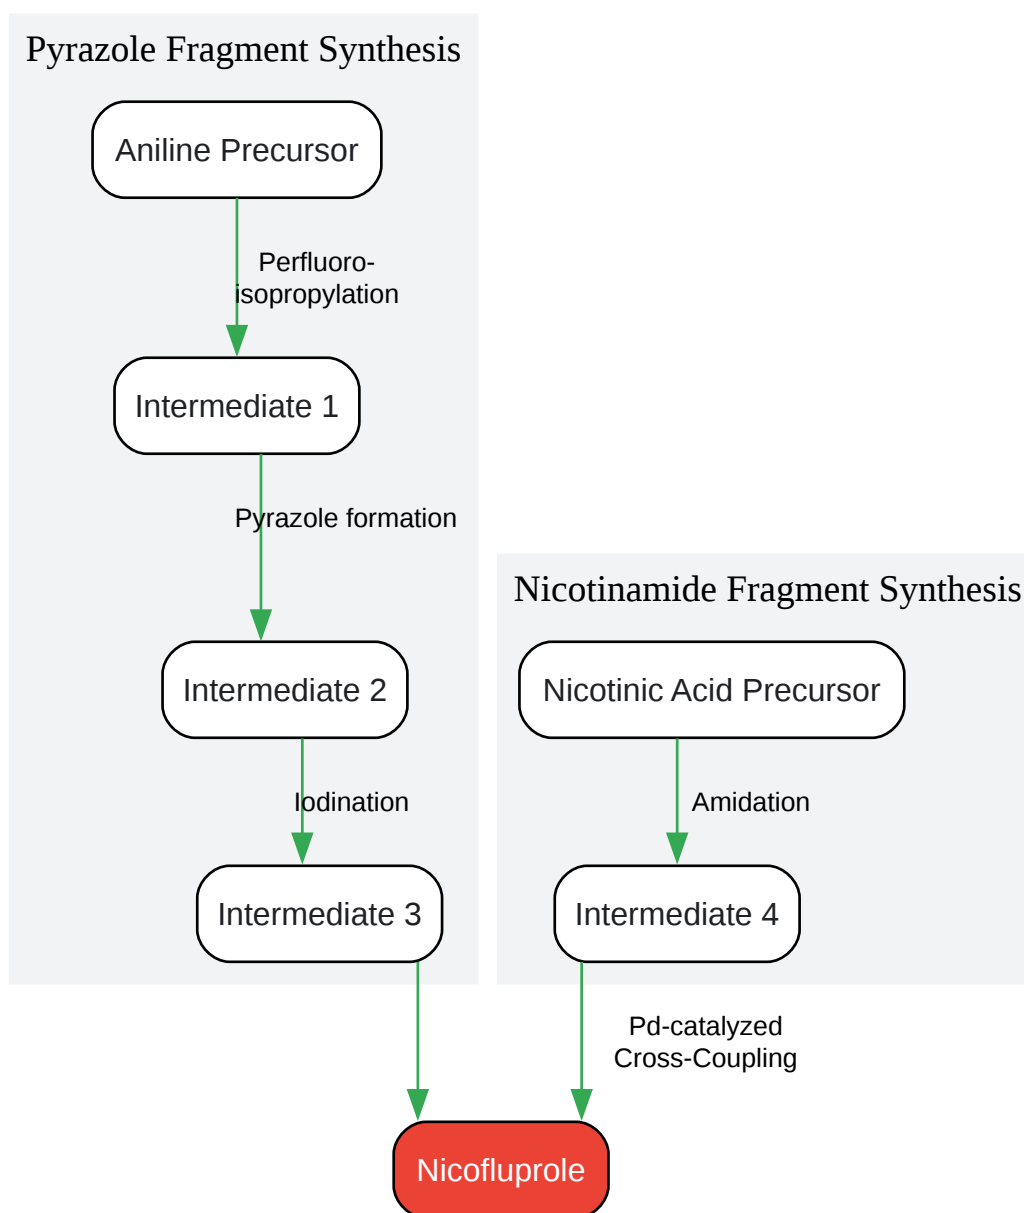 Pyrazole Fragment Synthesis
Aniline Precursor
Perfluoro-
isopropylation
Intermediate 1
Pyrazole formation
Intermediate 2
Iodination
Intermediate 3
Nicotinamide Fragment Synthesis
Nicotinic Acid Precursor
Amidation
Intermediate 4
Pd-catalyzed
Cross-Coupling
Nicofluprole